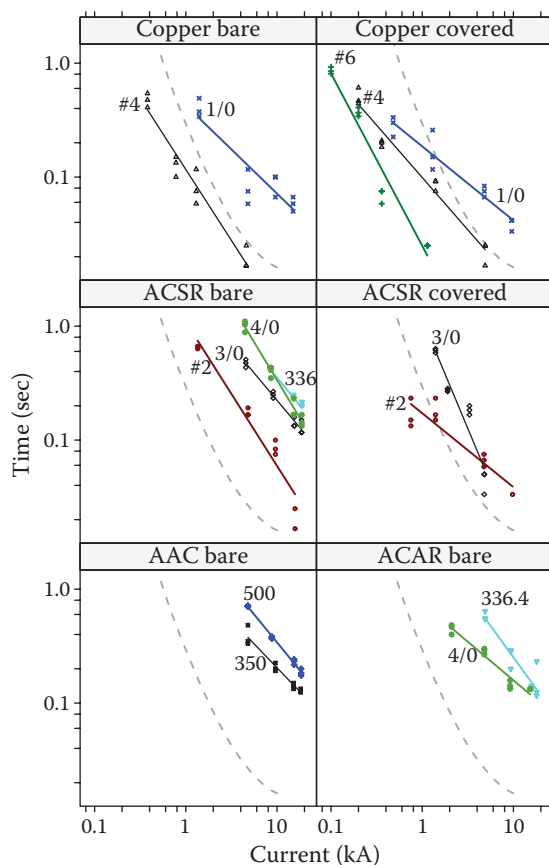 Copper bare
Copper covered
1.0
0.1
#4
1/0
#6
#4
1/0
ACSR bare
ACSR covered
Time (sec)
1.0
0.1
#2
3/0
4/0
336
#2
3/0
AAC bare
ACAR bare
1.0
0.1
500
350
336.4
4/0
0.1 1 10 0.1 1 10
Current (kA)